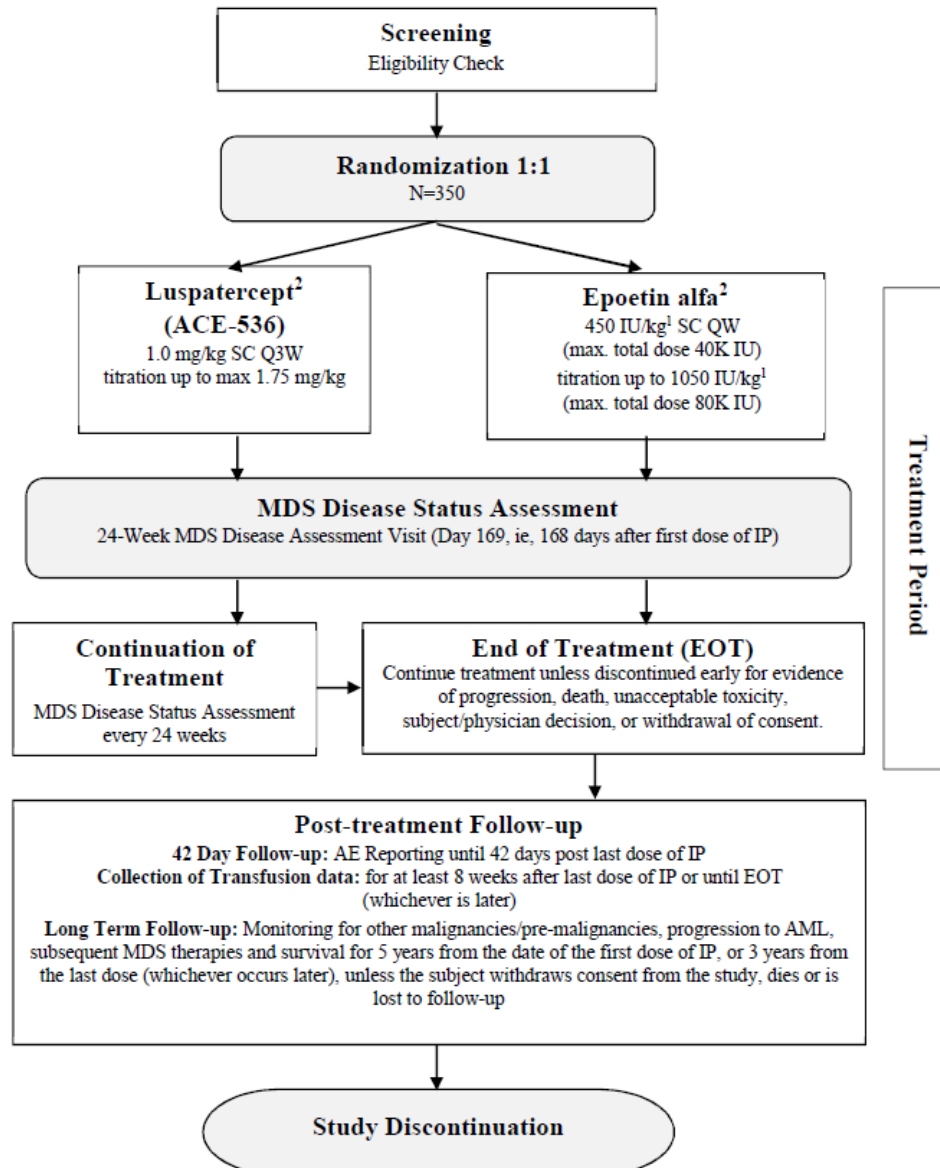 Screening
Eligibility Check
Randomization 1:1
N=350
Luspatercept²
(ACE-536)
1.0 mg/kg SC Q3W
titration up to max 1.75 mg/kg
Epoetin alfa²
450 IU/kg¹ SC QW
(max. total dose 40K IU)
titration up to 1050 IU/kg¹
(max. total dose 80K IU)
Treatment Period
MDS Disease Status Assessment
24-Week MDS Disease Assessment Visit (Day 169, ie, 168 days after first dose of IP)
Continuation of
Treatment
MDS Disease Status Assessment
every 24 weeks
End of Treatment (EOT)
Continue treatment unless discontinued early for evidence
of progression, death, unacceptable toxicity,
subject/physician decision, or withdrawal of consent.
Post-treatment Follow-up
42 Day Follow-up: AE Reporting until 42 days post last dose of IP
Collection of Transfusion data: for at least 8 weeks after last dose of IP or until EOT
(whichever is later)
Long Term Follow-up: Monitoring for other malignancies/pre-malignancies, progression to AML,
subsequent MDS therapies and survival for 5 years from the date of the first dose of IP, or 3 years from
the last dose (whichever occurs later), unless the subject withdraws consent from the study, dies or is
lost to follow-up
Study Discontinuation